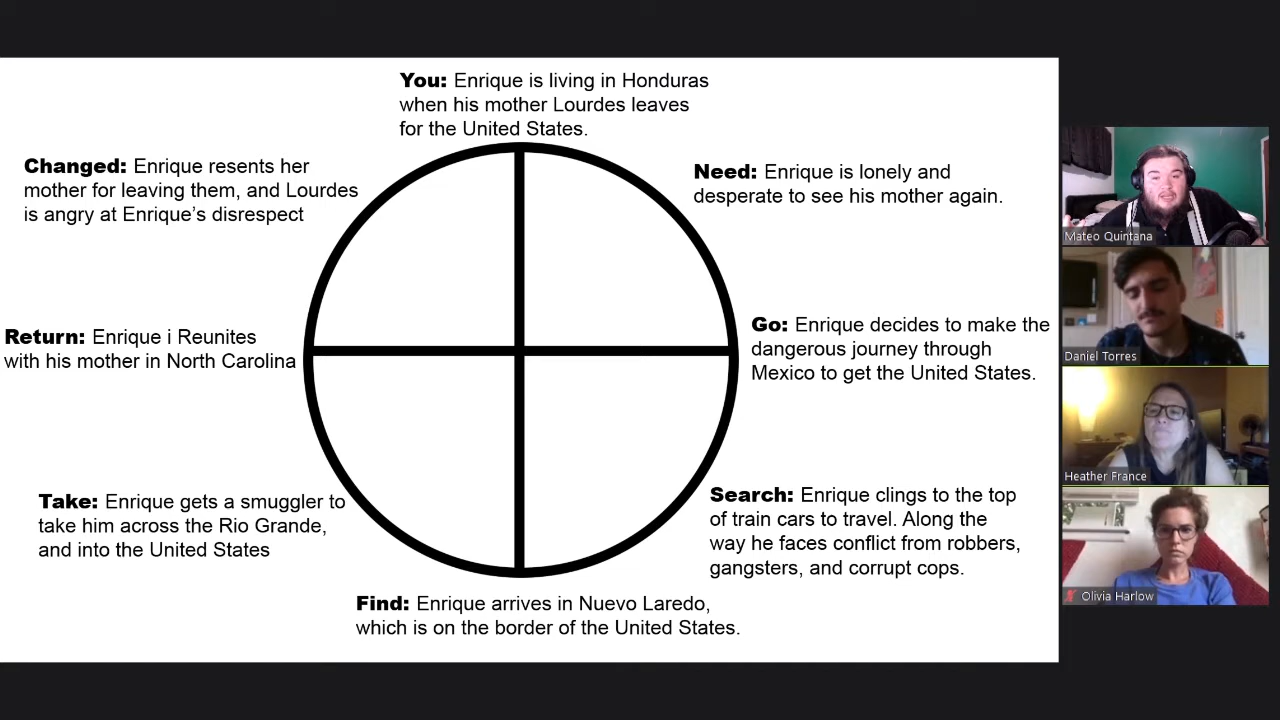 You: Enrique is living in Honduras
when his mother Lourdes leaves
for the United States.
Need: Enrique is lonely and
desperate to see his mother again.
Go: Enrique decides to make the
dangerous journey through
Mexico to get the United States.
Search: Enrique clings to the top
of train cars to travel. Along the
way he faces conflict from robbers,
gangsters, and corrupt cops.
Find: Enrique arrives in Nuevo Laredo,
which is on the border of the United States.
Take: Enrique gets a smuggler to
take him across the Rio Grande,
and into the United States
Return: Enrique i Reunites
with his mother in North Carolina
Changed: Enrique resents her
mother for leaving them, and Lourdes
is angry at Enrique’s disrespect
Mateo Quintana
Daniel Torres
Heather France
Olivia Harlow